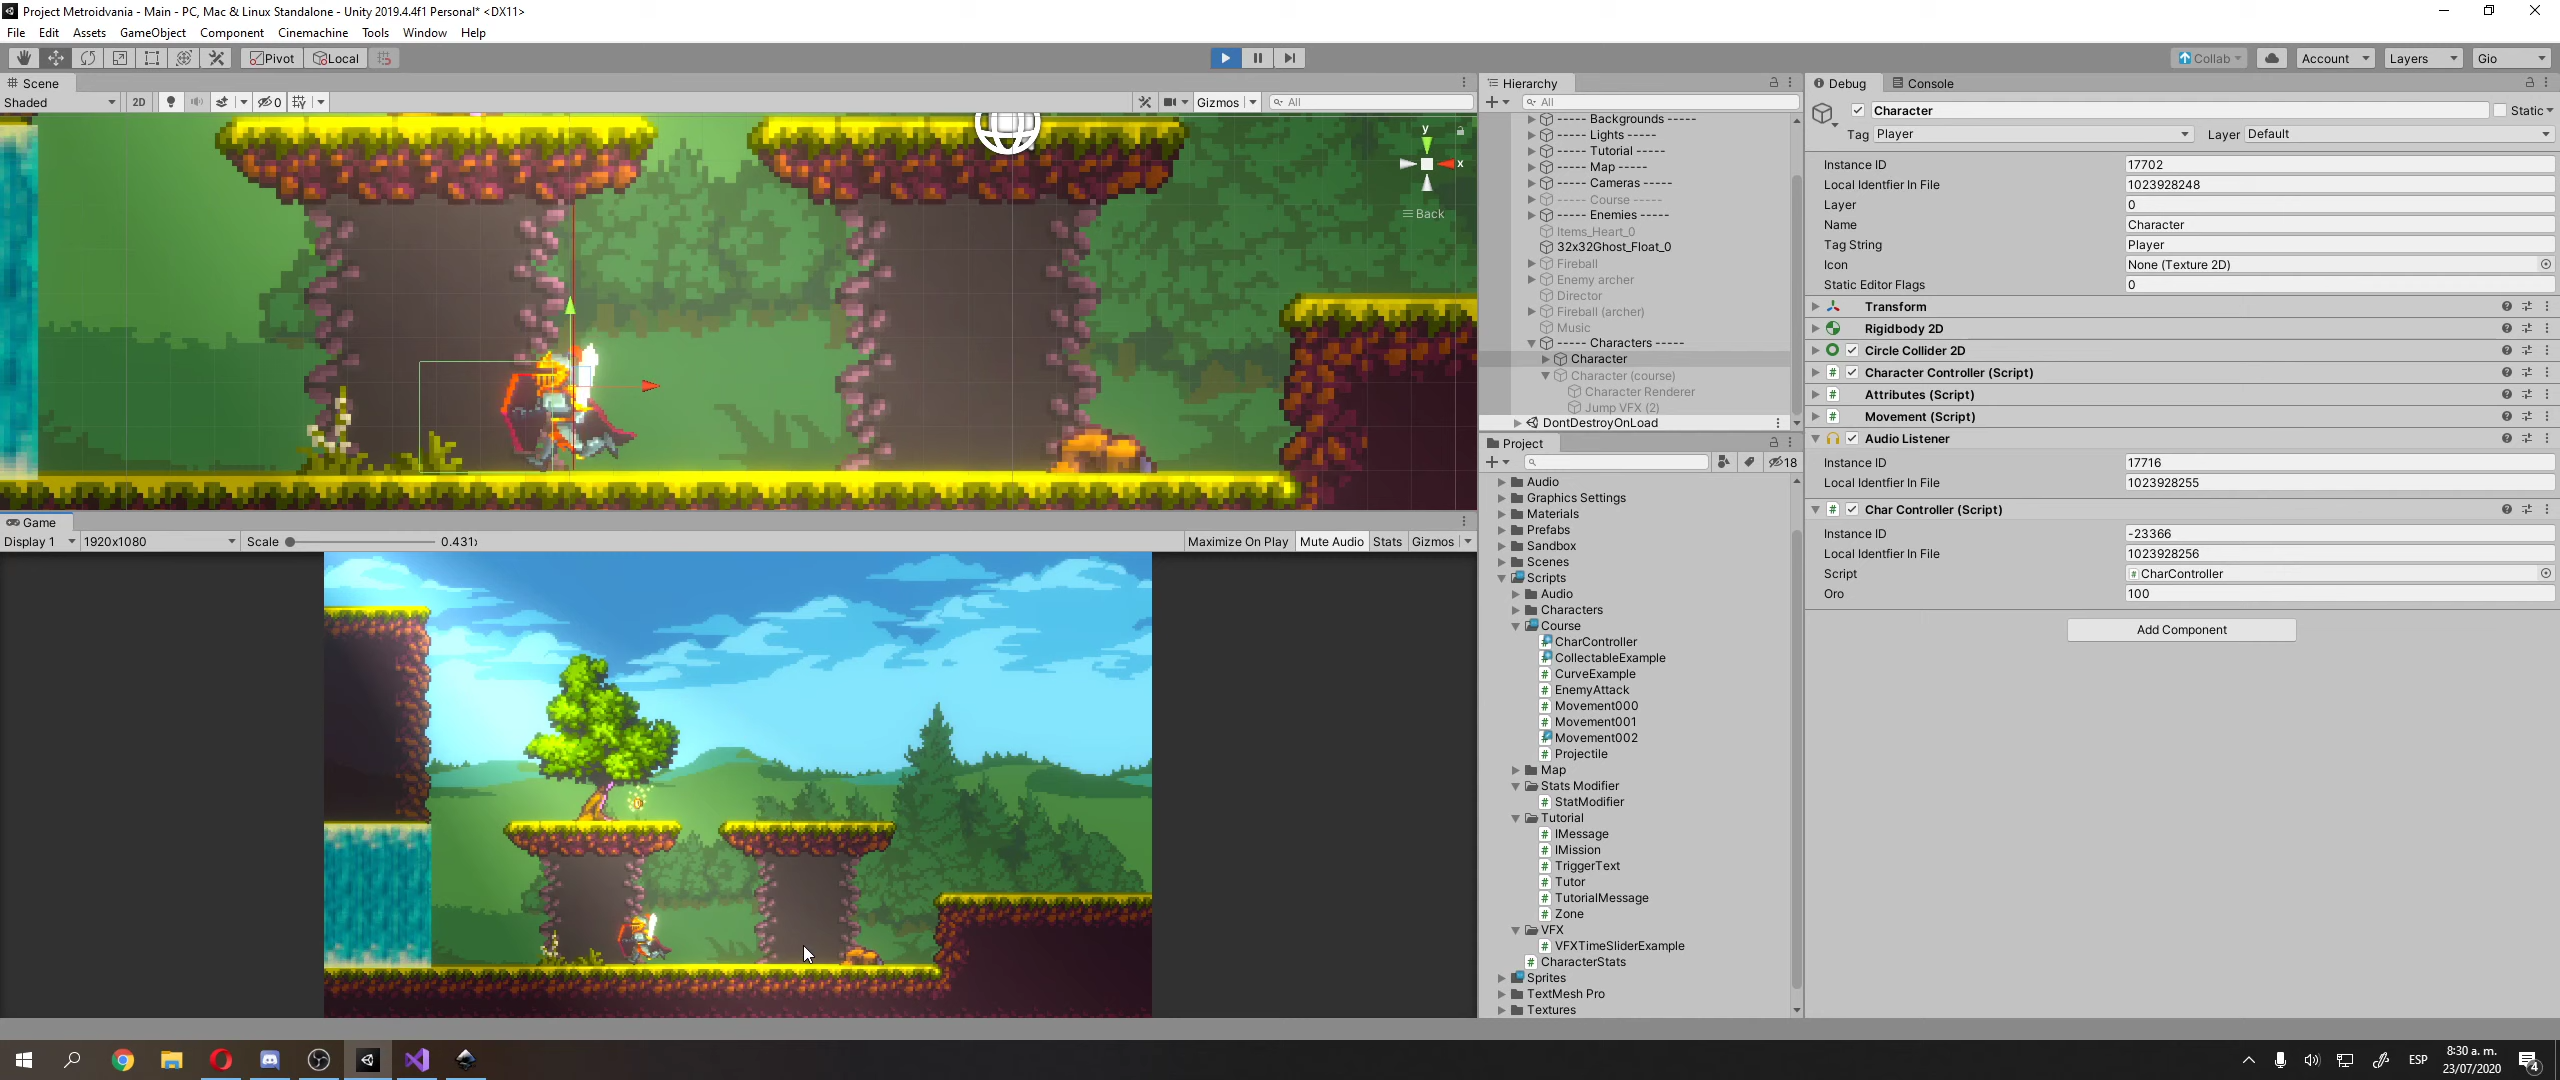 Project Metroidvania - Main - PC, Mac & Linux Standalone - Unity 2019.4.4f1 Personal* <DX11>
File Edit Assets GameObject Component Cinemachine Tools Window Help
Pivot Local Collab Account Layers Gio
Scene
Shaded 2D 0 Gizmos All
y
x
Back
Game
Display 1 1920x1080 Scale 0.431x Maximize On Play Mute Audio Stats Gizmos
Hierarchy
All
----- Backgrounds -----
----- Lights -----
----- Tutorial -----
----- Map -----
----- Cameras -----
----- Course -----
----- Enemies -----
Items_Heart_0
32x32Ghost_Float_0
Fireball
Enemy archer
Director
Fireball (archer)
Music
----- Characters -----
Character
Character (course)
Character Renderer
Jump VFX (2)
DontDestroyOnLoad
Project
18
Audio
Graphics Settings
Materials
Prefabs
Sandbox
Scenes
Scripts
Audio
Characters
Course
CharController
CollectableExample
CurveExample
EnemyAttack
Movement000
Movement001
Movement002
Projectile
Map
Stats Modifier
StatModifier
Tutorial
IMessage
IMission
TriggerText
Tutor
TutorialMessage
Zone
VFX
VFXTimeSliderExample
CharacterStats
Sprites
TextMesh Pro
Textures
Debug Console
Character Static
Tag Player Layer Default
Instance ID 17702
Local Identfier In File 1023928248
Layer 0
Name Character
Tag String Player
Icon None (Texture 2D)
Static Editor Flags 0
Transform
Rigidbody 2D
Circle Collider 2D
Character Controller (Script)
Attributes (Script)
Movement (Script)
Audio Listener
Instance ID 17716
Local Identfier In File 1023928255
Char Controller (Script)
Instance ID -23366
Local Identfier In File 1023928256
Script CharController
Oro 100
Add Component
ESP
8:30 a. m.
23/07/2020
4